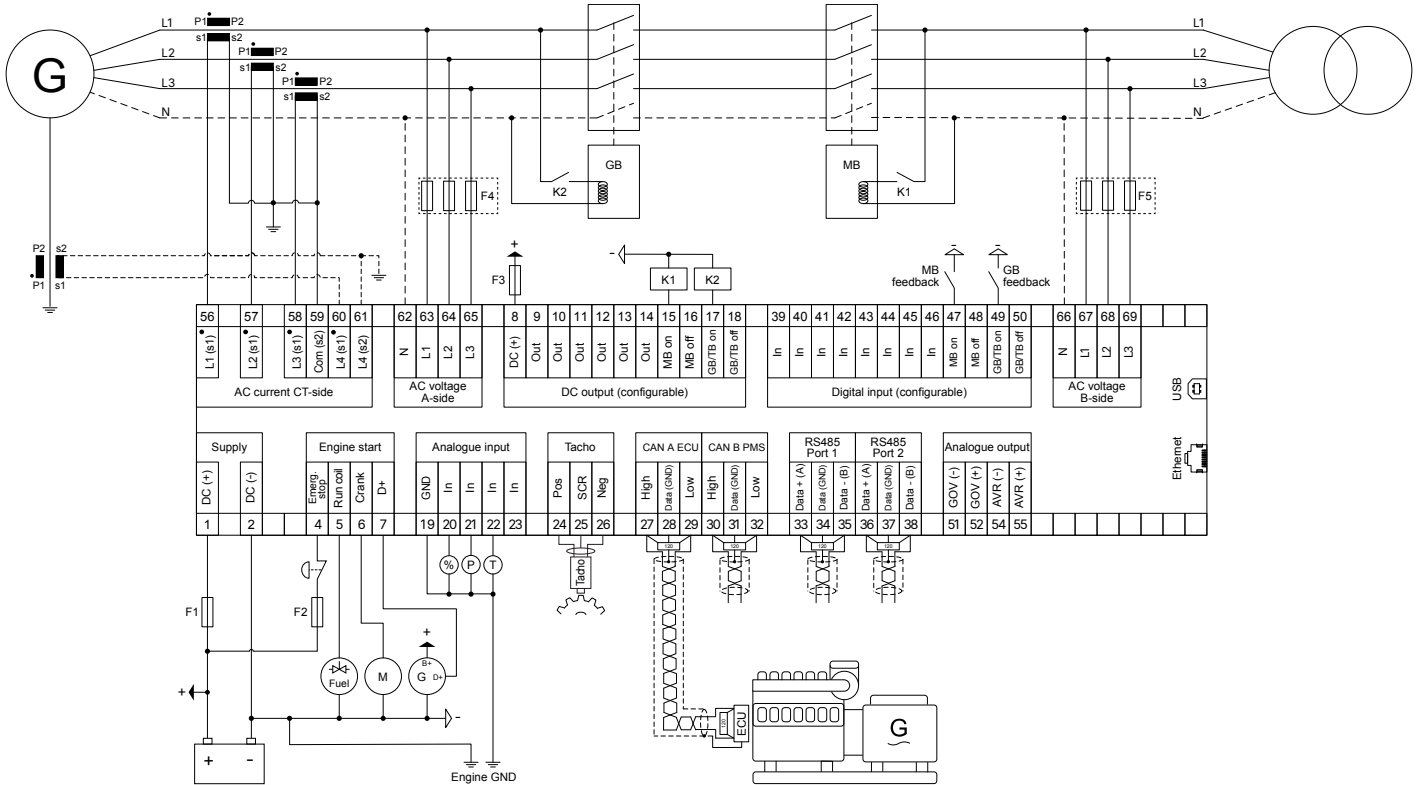 L1
P1
P2
s1
s2
L1
L2
P1
P2
s1
s2
L2
G
L3
P1
P2
s1
s2
L3
N
N
GB
MB
K2
K1
F4
F5
P2
s2
P1
s1
+
F3
-
K1
K2
-
-
MB
feedback
GB
feedback
56
57
58
59
60
61
62
63
64
65
8
9
10
11
12
13
14
15
16
17
18
39
40
41
42
43
44
45
46
47
48
49
50
66
67
68
69
L1 (s1)
L2 (s1)
L3 (s1)
Com (s2)
L4 (s1)
L4 (s2)
N
L1
L2
L3
DC (+)
Out
Out
Out
Out
Out
Out
MB on
MB off
GB/TB on
GB/TB off
In
In
In
In
In
In
In
In
MB on
MB off
GB/TB on
GB/TB off
N
L1
L2
L3
AC current CT-side
AC voltage
A-side
DC output (configurable)
Digital input (configurable)
AC voltage
B-side
USB
Ethernet
Supply
Engine start
Analogue input
Tacho
CAN A ECU
CAN B PMS
RS485
Port 1
RS485
Port 2
Analogue output
DC (+)
DC (-)
Emerg.
stop
Run coil
Crank
D+
GND
In
In
In
In
Pos
SCR
Neg
High
Data (GND)
Low
High
Data (GND)
Low
Data + (A)
Data (GND)
Data - (B)
Data + (A)
Data (GND)
Data - (B)
GOV (-)
GOV (+)
AVR (-)
AVR (+)
1
2
4
5
6
7
19
20
21
22
23
24
25
26
27
28
29
30
31
32
33
34
35
36
37
38
51
52
54
55
120
120
120
120
%
P
T
Tacho
F1
F2
+
B+
G
D+
Fuel
M
+
-
120
ECU
G
+
-
Engine GND